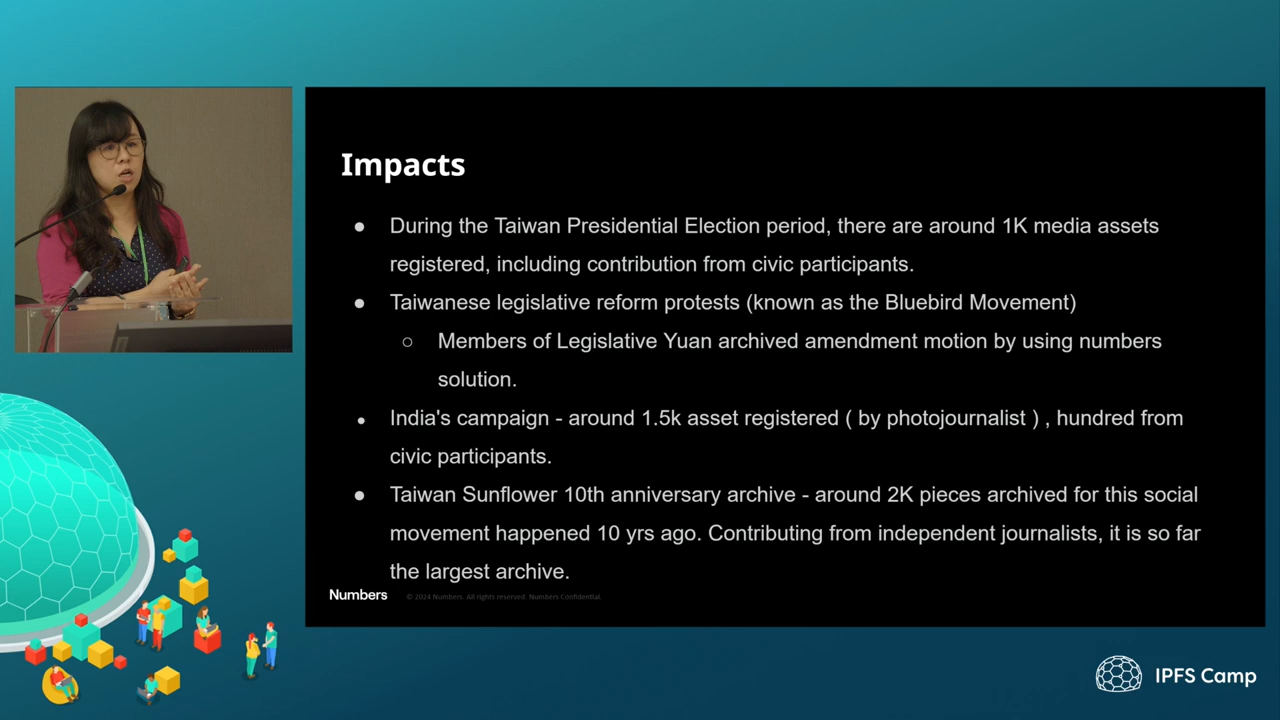 Impacts
● During the Taiwan Presidential Election period, there are around 1K media assets
registered, including contribution from civic participants.
● Taiwanese legislative reform protests (known as the Bluebird Movement)
○ Members of Legislative Yuan archived amendment motion by using numbers
solution.
● India's campaign - around 1.5k asset registered ( by photojournalist ) , hundred from
civic participants.
● Taiwan Sunflower 10th anniversary archive - around 2K pieces archived for this social
movement happened 10 yrs ago. Contributing from independent journalists, it is so far
the largest archive.
Numbers © 2024 Numbers. All rights reserved. Numbers Confidential.
IPFS Camp